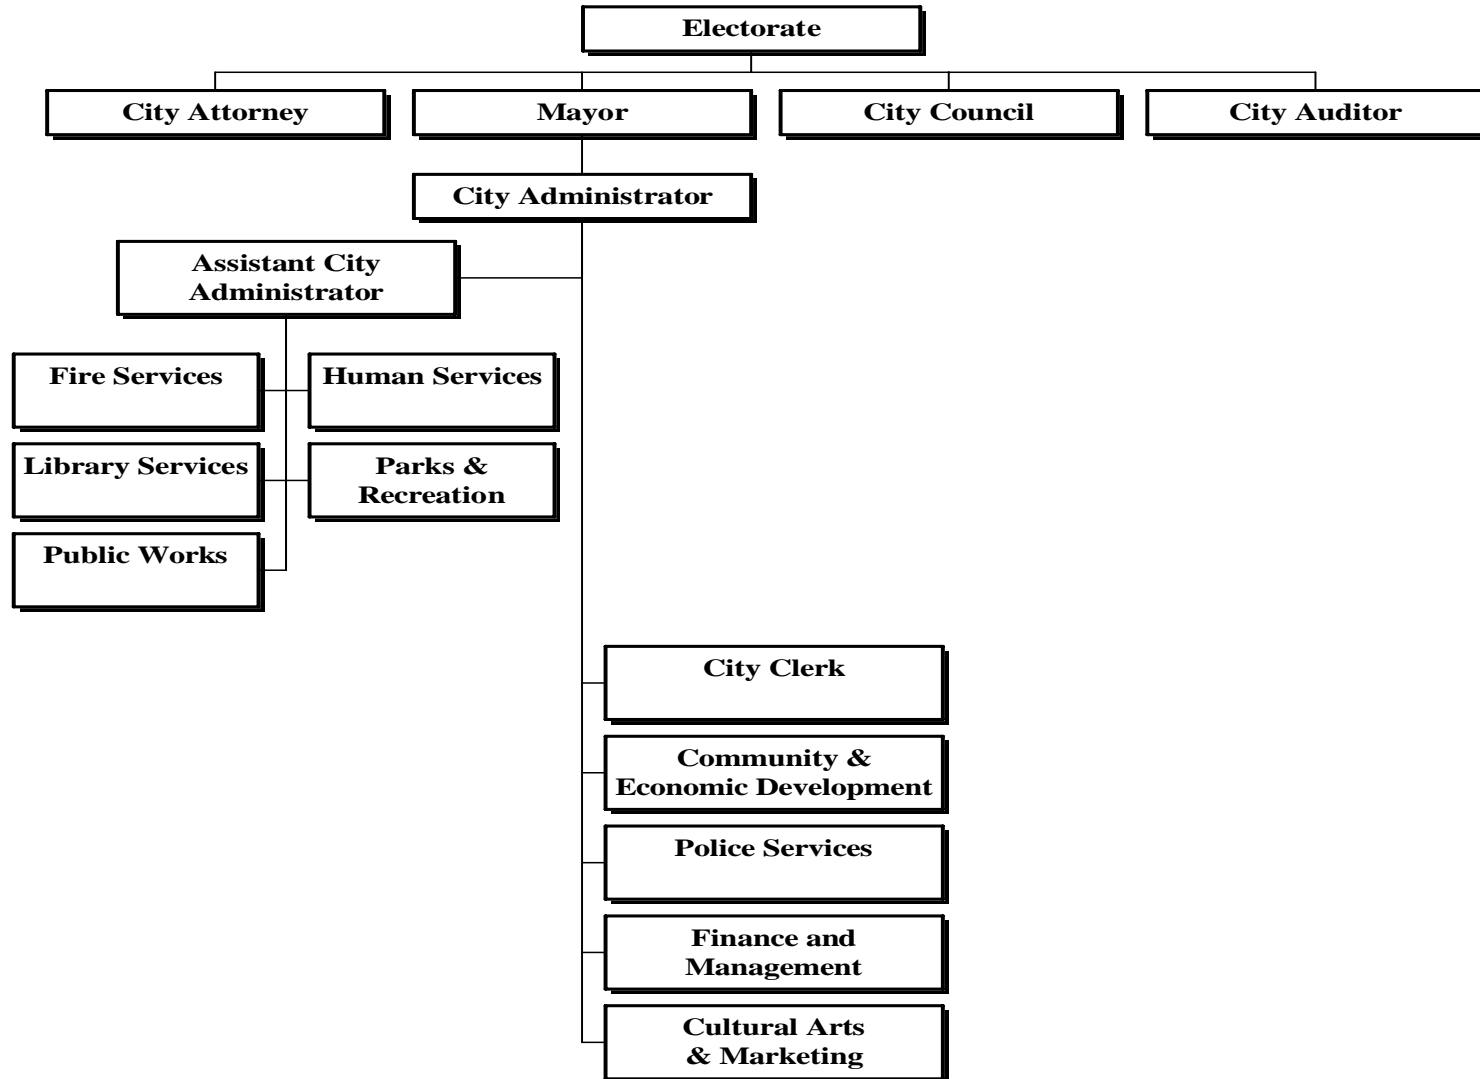 Electorate
City Attorney
Mayor
City Council
City Auditor
City Administrator
Assistant City
Administrator
Fire Services
Human Services
Library Services
Parks &
Recreation
Public Works
City Clerk
Community &
Economic Development
Police Services
Finance and
Management
Cultural Arts
& Marketing